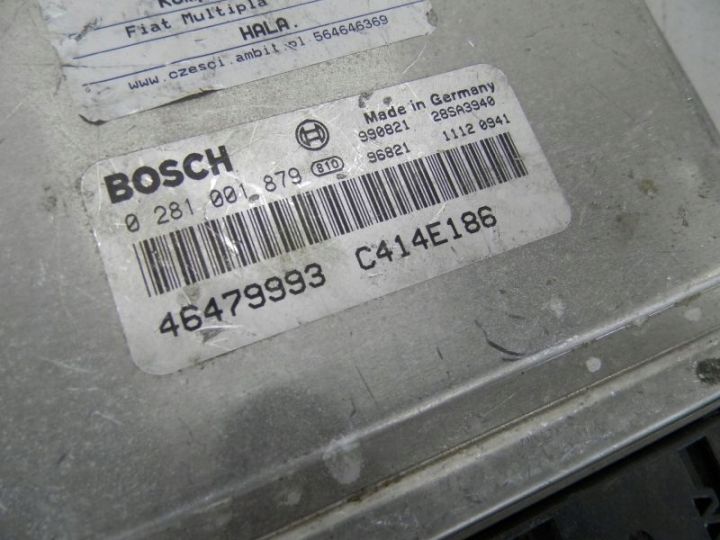 Fiat Multipla
HALA.
www.czesci.ambit.pl 564646369
Made in Germany
BOSCH
990821 28SA3940
0 281 001 879 810 96821 1112 0941
46479993 C414E186